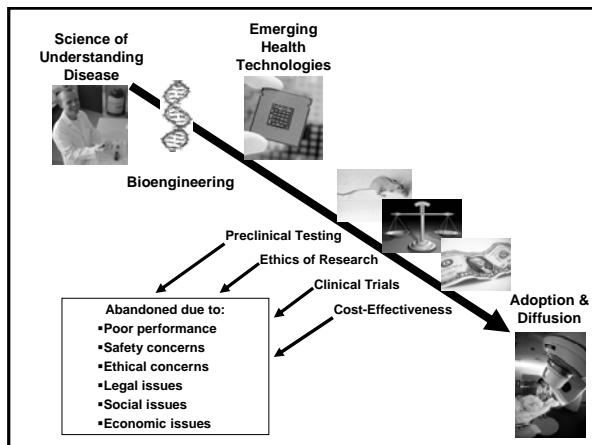 Science of
Understanding
Disease
Emerging
Health
Technologies
Bioengineering
Preclinical Testing
Ethics of Research
Clinical Trials
Cost-Effectiveness
Adoption &
Diffusion
Abandoned due to:
▪Poor performance
▪Safety concerns
▪Ethical concerns
▪Legal issues
▪Social issues
▪Economic issues